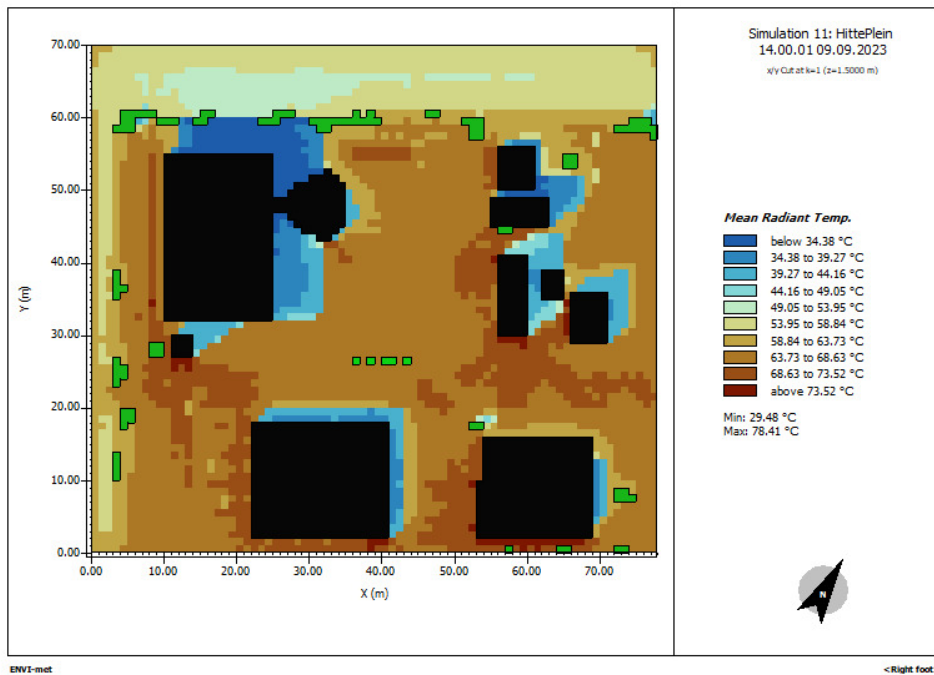 Simulation 11: HittePlein
14.00.01 09.09.2023
x/y Cut at k=1 (z=1.5000 m)
70.00
60.00
50.00
40.00
30.00
20.00
10.00
0.00
Y (m)
0.00 10.00 20.00 30.00 40.00 50.00 60.00 70.00
X (m)
Mean Radiant Temp.
below 34.38 °C
34.38 to 39.27 °C
39.27 to 44.16 °C
44.16 to 49.05 °C
49.05 to 53.95 °C
53.95 to 58.84 °C
58.84 to 63.73 °C
63.73 to 68.63 °C
68.63 to 73.52 °C
above 73.52 °C
Min: 29.48 °C
Max: 78.41 °C
N
ENVI-met
<Right foot